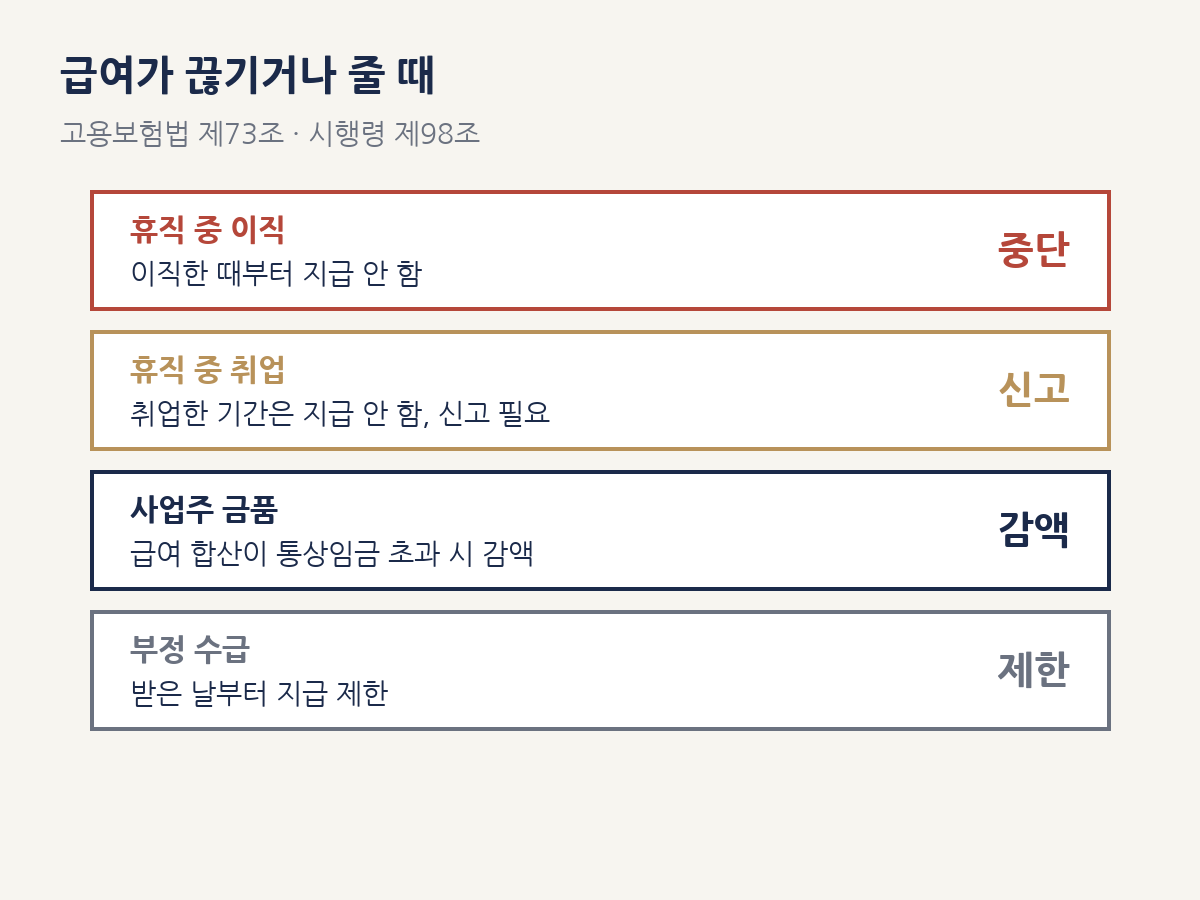 급여가 끊기거나 줄 때
고용보험법 제73조 · 시행령 제98조
휴직 중 이직
이직한 때부터 지급 안 함
중단
휴직 중 취업
취업한 기간은 지급 안 함, 신고 필요
신고
사업주 금품
급여 합산이 통상임금 초과 시 감액
감액
부정 수급
받은 날부터 지급 제한
제한